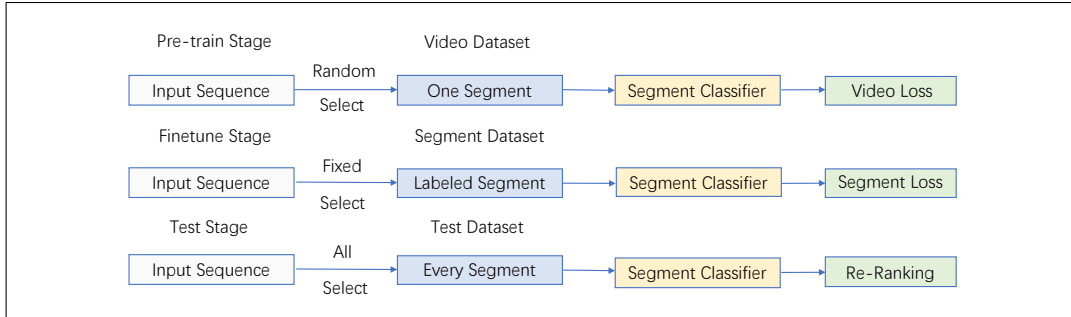 Pre-train Stage Video Dataset
Random
Input Sequence One Segment Segment Classifier Video Loss
Select
Finetune Stage Segment Dataset
Fixed
Input Sequence Labeled Segment Segment Classifier Segment Loss
Select
Test Stage Test Dataset
All
Input Sequence Every Segment Segment Classifier Re-Ranking
Select